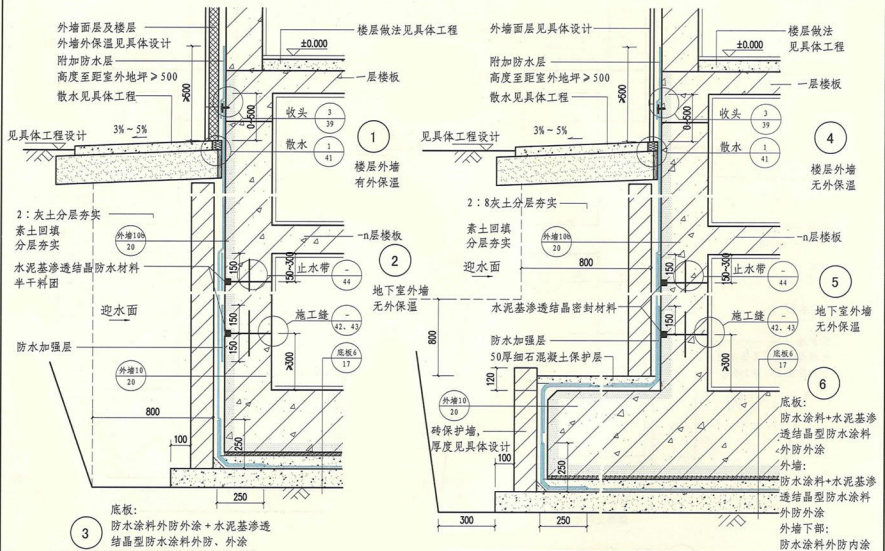 外墙面层及楼层
外墙外保温见具体设计
附加防水层
高度至距室外地坪≥500
散水见具体工程
3%~5%
见具体工程设计
±0.000
楼层做法见具体工程
一层楼板
≥500
0~500
收头
3
39
散水
1
41
1
楼层外墙
有外保温
2:灰土分层夯实
素土回填
分层夯实
外墙10b
20
-n层楼板
水泥基渗透结晶防水材料
半干料团
150
150
150~300
止水带
-
44
2
地下室外墙
无外保温
迎水面
150
150
施工缝
-
42、43
防水加强层
≥300
底板6
17
外墙10
20
800
100
250
250
3
底板:
防水涂料外防外涂+水泥基渗透
结晶型防水涂料外防、外涂
外墙面层见具体设计
附加防水层
高度至距室外地坪≥500
散水见具体工程
3%~5%
见具体工程设计
±0.000
楼层做法
见具体工程
一层楼板
≥500
0~500
收头
3
39
散水
1
41
4
楼层外墙
无外保温
2:8灰土分层夯实
素土回填
分层夯实
外墙10b
20
-n层楼板
800
迎水面
150
150
150~300
止水带
-
44
5
地下室外墙
无外保温
水泥基渗透结晶密封材料
150
150
施工缝
-
42、43
防水加强层
50厚细石混凝土保护层
≥300
底板6
17
800
120
外墙10
20
砖保护墙,
厚度见具体设计
100
250
300
250
6
底板:
防水涂料+水泥基渗
透结晶型防水涂料
外防外涂
外墙:
防水涂料+水泥基渗
透结晶型防水涂料
外防外涂
外墙下部:
防水涂料外防内涂